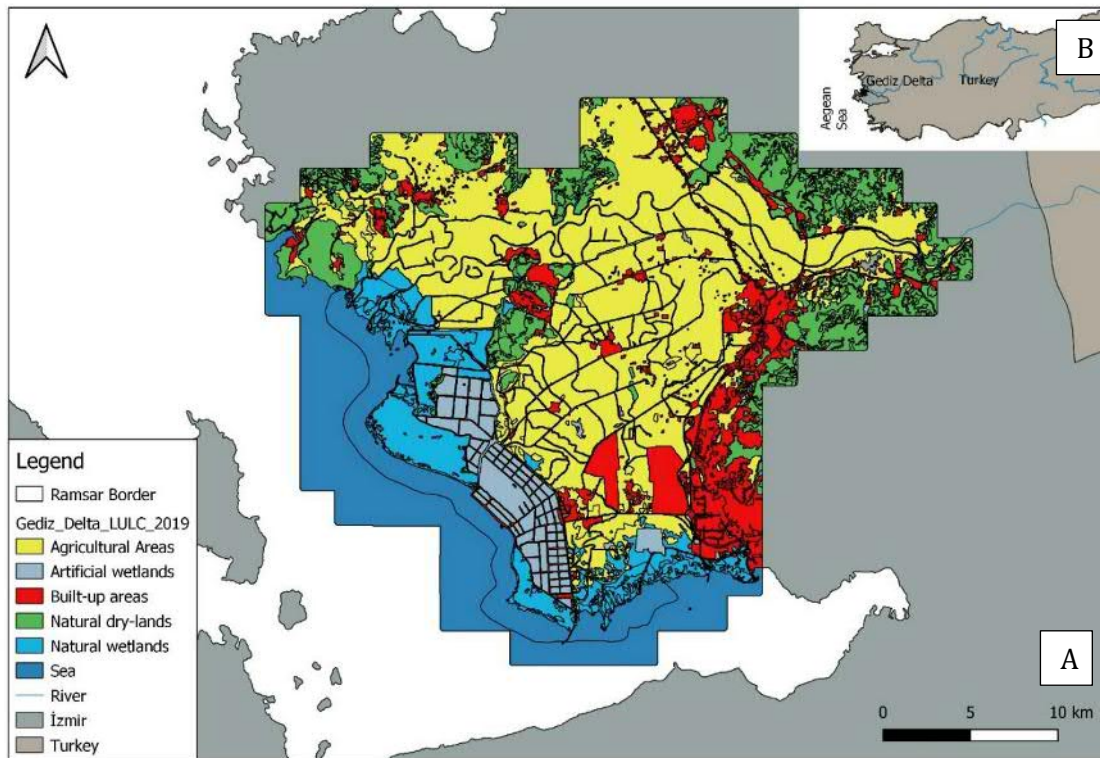 B
Gediz Delta
Turkey
Aegean
Sea
Legend
Ramsar Border
Gediz_Delta_LULC_2019
Agricultural Areas
Artificial wetlands
Built-up areas
Natural dry-lands
Natural wetlands
Sea
River
İzmir
Turkey
A
0 5 10 km